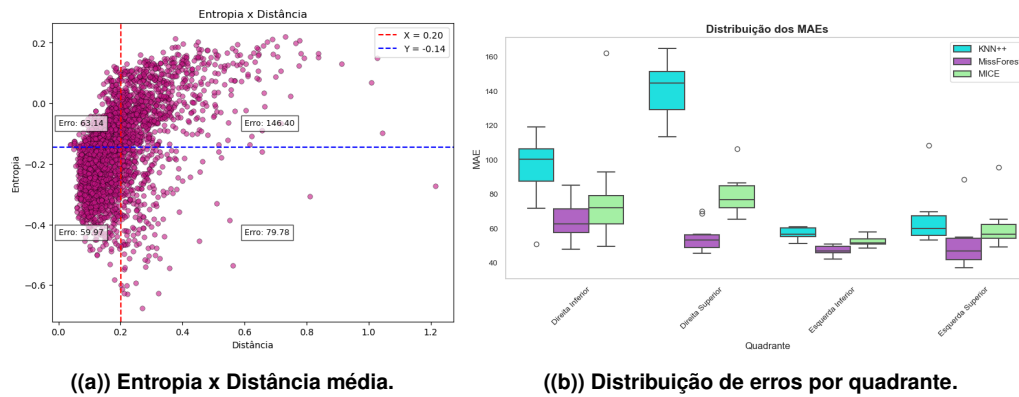 Entropia x Distância
X = 0.20
Y = -0.14
0.2
0.0
−0.2
−0.4
−0.6
Entropia
Erro: 63.14
Erro: 146.40
Erro: 59.97
Erro: 79.78
0.0 0.2 0.4 0.6 0.8 1.0 1.2
Distância
((a)) Entropia x Distância média.
Distribuição dos MAEs
KNN++
MissForest
MICE
160
140
120
100
80
60
40
MAE
Direita Inferior
Direita Superior
Esquerda Inferior
Esquerda Superior
Quadrante
((b)) Distribuição de erros por quadrante.